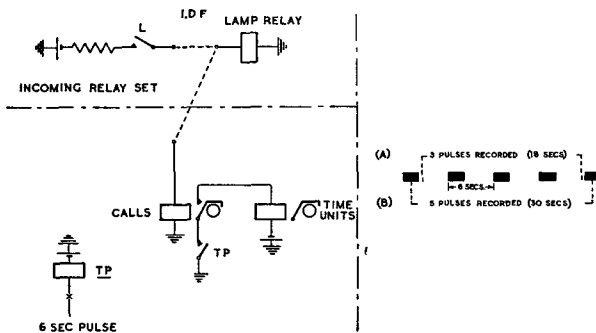 I.D F
L
LAMP RELAY
INCOMING RELAY SET
CALLS
TIME
UNITS
TP
TP
6 SEC PULSE
(A) 3 PULSES RECORDED (18 SECS)
6 SECS
(B) 5 PULSES RECORDED (30 SECS)